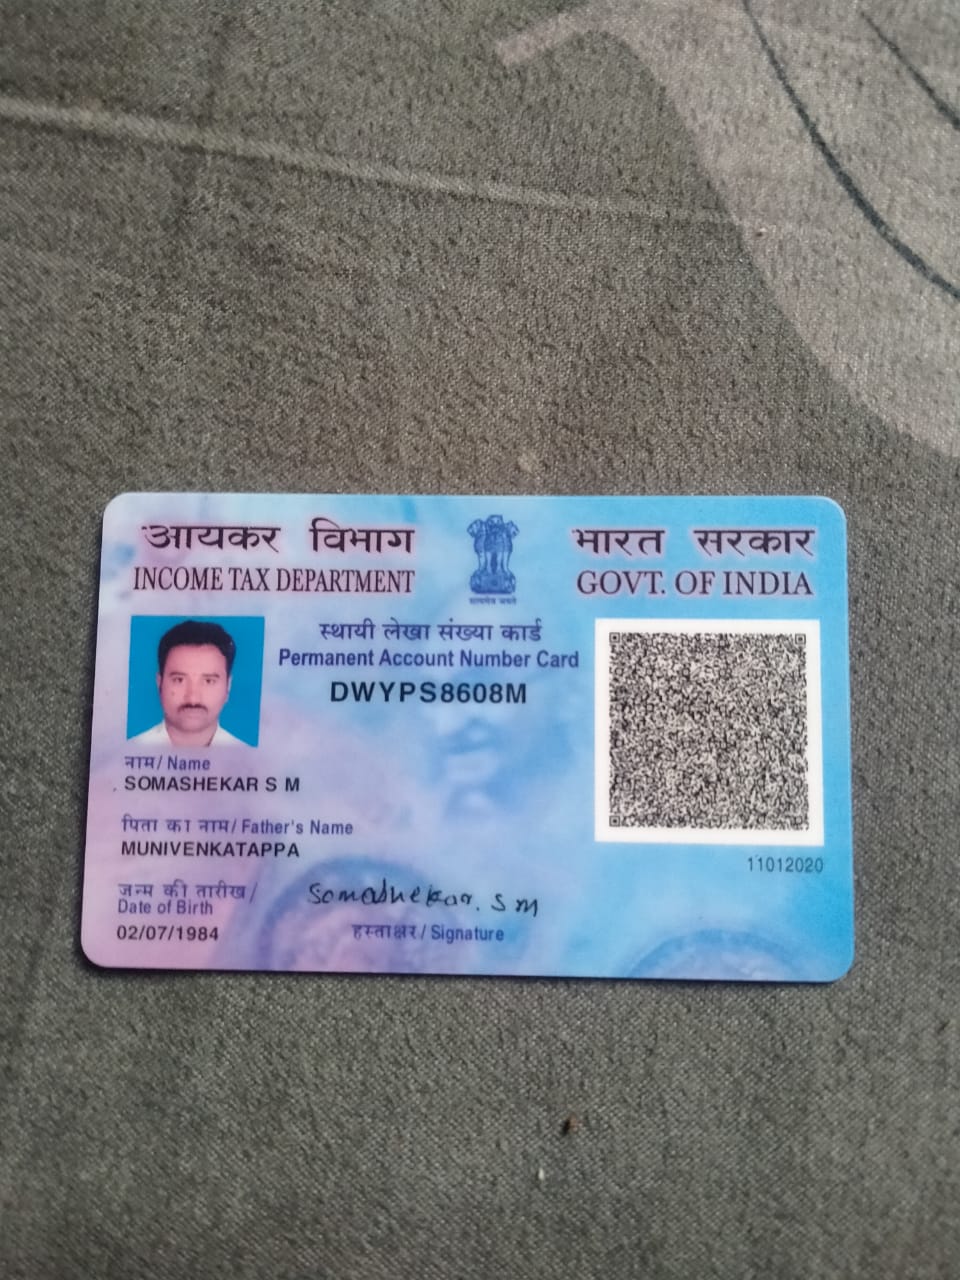 आयकर विभाग
INCOME TAX DEPARTMENT
सत्यमेव जयते
भारत सरकार
GOVT. OF INDIA
स्थायी लेखा संख्या कार्ड
Permanent Account Number Card
DWYPS8608M
नाम/ Name
SOMASHEKAR S M
पिता का नाम/ Father's Name
MUNIVENKATAPPA
11012020
जन्म की तारीख/
Date of Birth
02/07/1984
Somashekar. S M
हस्ताक्षर/ Signature